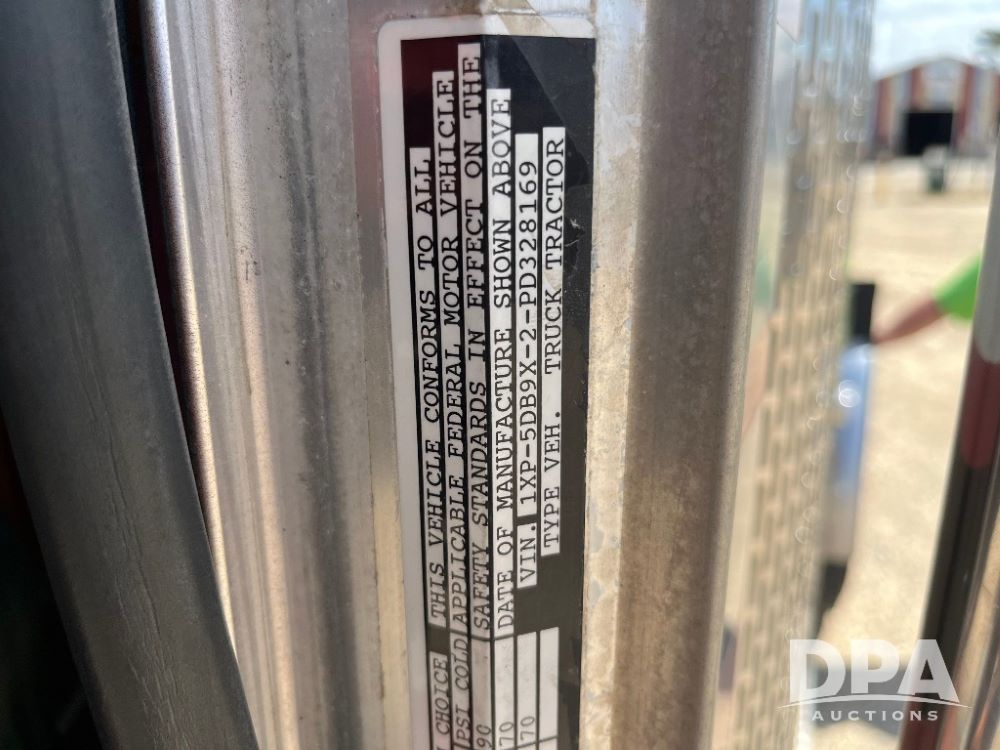 CHOICE THIS VEHICLE CONFORMS TO ALL
PSI COLD APPLICABLE FEDERAL MOTOR VEHICLE
90 SAFETY STANDARDS IN EFFECT ON THE
70 DATE OF MANUFACTURE SHOWN ABOVE
70 VIN. 1XP-5DB9X-2-PD328169
TYPE VEH. TRUCK TRACTOR
DPA
AUCTIONS